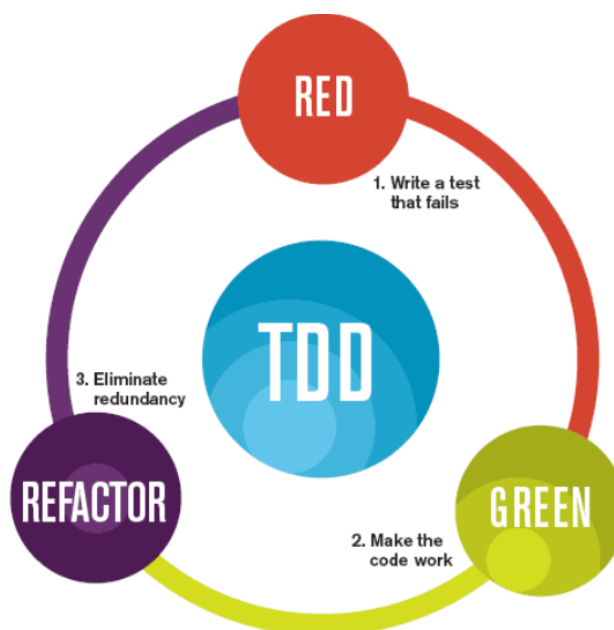 RED
1. Write a test
that fails
TDD
3. Eliminate
redundancy
REFACTOR
GREEN
2. Make the
code work